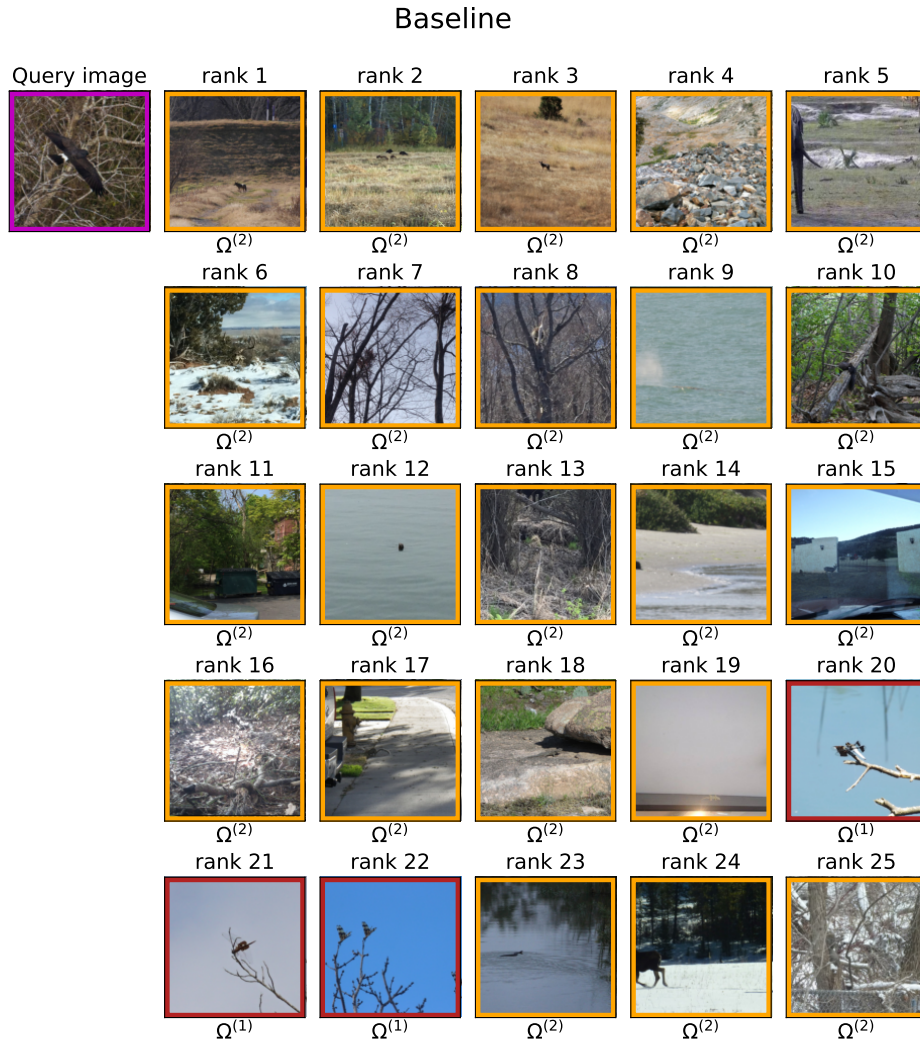 Baseline
Query image rank 1 rank 2 rank 3 rank 4 rank 5
Ω(2) Ω(2) Ω(2) Ω(2) Ω(2)
rank 6 rank 7 rank 8 rank 9 rank 10
Ω(2) Ω(2) Ω(2) Ω(2) Ω(2)
rank 11 rank 12 rank 13 rank 14 rank 15
Ω(2) Ω(2) Ω(2) Ω(2) Ω(2)
rank 16 rank 17 rank 18 rank 19 rank 20
Ω(2) Ω(2) Ω(2) Ω(2) Ω(1)
rank 21 rank 22 rank 23 rank 24 rank 25
Ω(1) Ω(1) Ω(2) Ω(2) Ω(2)